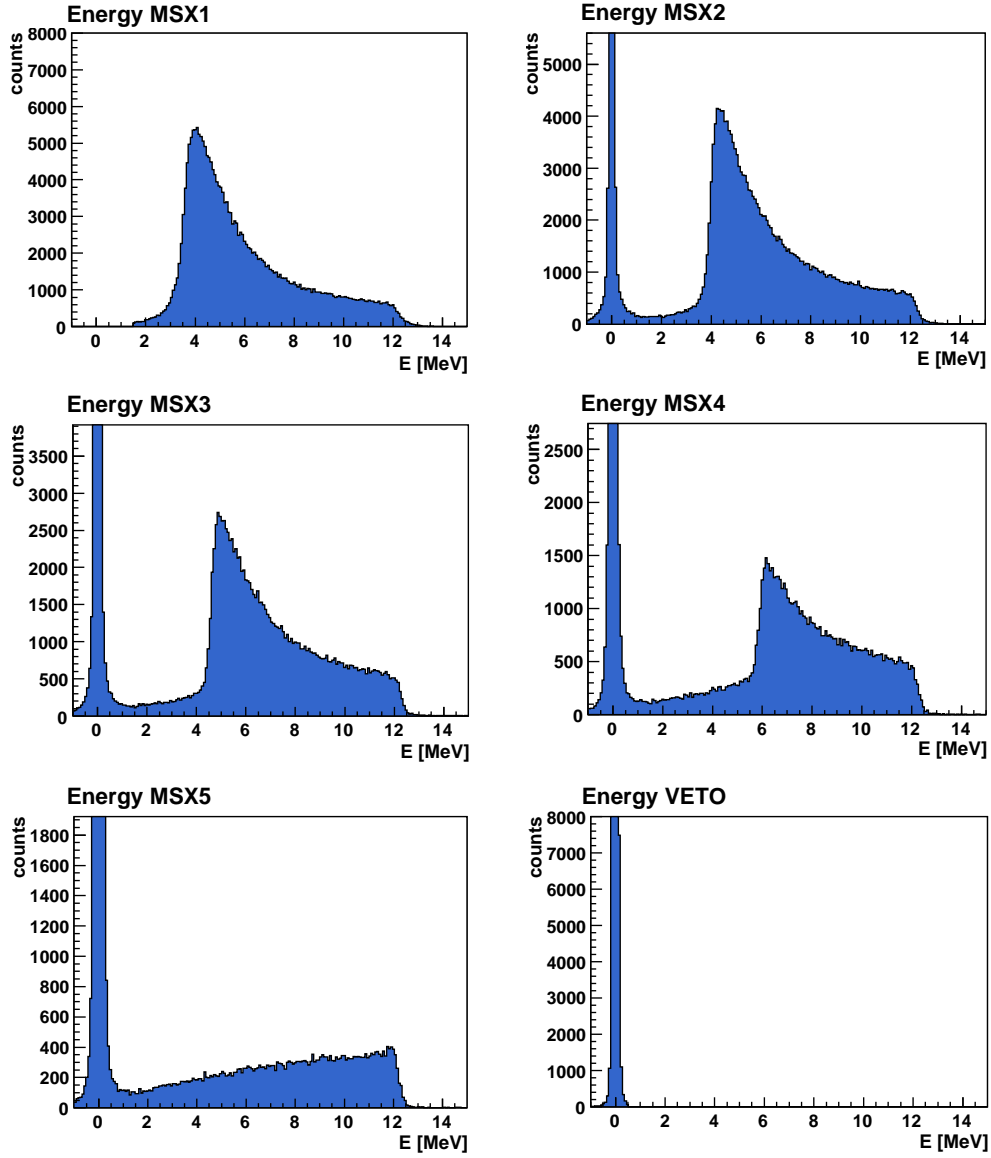 Energy MSX1
counts
8000
7000
6000
5000
4000
3000
2000
1000
0
0 2 4 6 8 10 12 14
E [MeV]
Energy MSX2
counts
5000
4000
3000
2000
1000
0
0 2 4 6 8 10 12 14
E [MeV]
Energy MSX3
counts
3500
3000
2500
2000
1500
1000
500
0
0 2 4 6 8 10 12 14
E [MeV]
Energy MSX4
counts
2500
2000
1500
1000
500
0
0 2 4 6 8 10 12 14
E [MeV]
Energy MSX5
counts
1800
1600
1400
1200
1000
800
600
400
200
0
0 2 4 6 8 10 12 14
E [MeV]
Energy VETO
counts
8000
7000
6000
5000
4000
3000
2000
1000
0
0 2 4 6 8 10 12 14
E [MeV]